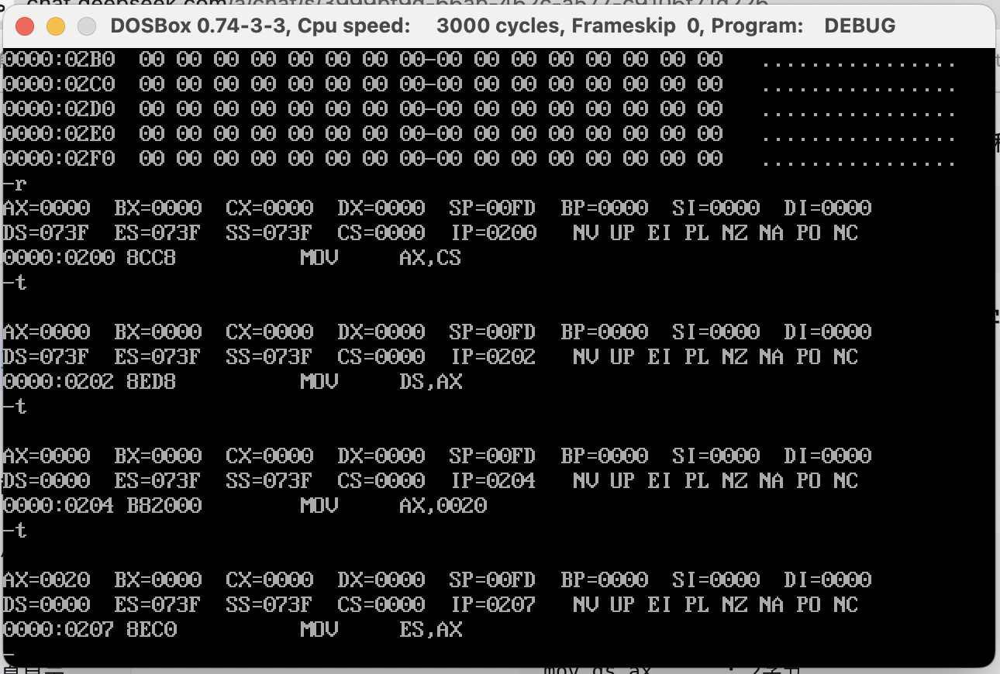 DOSBox 0.74-3-3, Cpu speed: 3000 cycles, Frameskip 0, Program: DEBUG
0000:02B0  00 00 00 00 00 00 00 00-00 00 00 00 00 00 00 00   ................
0000:02C0  00 00 00 00 00 00 00 00-00 00 00 00 00 00 00 00   ................
0000:02D0  00 00 00 00 00 00 00 00-00 00 00 00 00 00 00 00   ................
0000:02E0  00 00 00 00 00 00 00 00-00 00 00 00 00 00 00 00   ................
0000:02F0  00 00 00 00 00 00 00 00-00 00 00 00 00 00 00 00   ................
-r
AX=0000  BX=0000  CX=0000  DX=0000  SP=00FD  BP=0000  SI=0000  DI=0000
DS=073F  ES=073F  SS=073F  CS=0000  IP=0200   NV UP EI PL NZ NA PO NC
0000:0200 8CC8          MOV     AX,CS
-t
AX=0000  BX=0000  CX=0000  DX=0000  SP=00FD  BP=0000  SI=0000  DI=0000
DS=073F  ES=073F  SS=073F  CS=0000  IP=0202   NV UP EI PL NZ NA PO NC
0000:0202 8ED8          MOV     DS,AX
-t
AX=0000  BX=0000  CX=0000  DX=0000  SP=00FD  BP=0000  SI=0000  DI=0000
DS=0000  ES=073F  SS=073F  CS=0000  IP=0204   NV UP EI PL NZ NA PO NC
0000:0204 B82000        MOV     AX,0020
-t
AX=0020  BX=0000  CX=0000  DX=0000  SP=00FD  BP=0000  SI=0000  DI=0000
DS=0000  ES=073F  SS=073F  CS=0000  IP=0207   NV UP EI PL NZ NA PO NC
0000:0207 8EC0          MOV     ES,AX
-
mov ds,ax